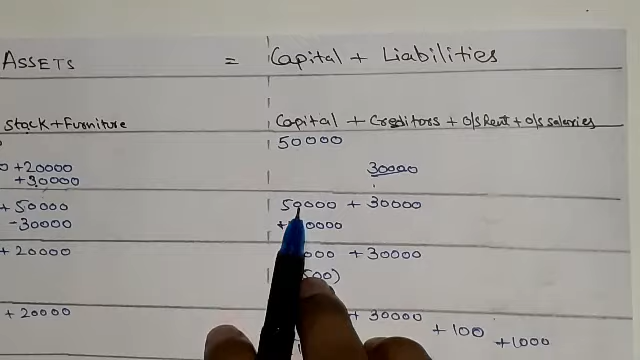 ASSETS = Capital + Liabilities
Stock + Furniture Capital + Creditors + O/s Rent + O/s salaries
50000
+20000 30000
+30000
+ 50000 50000 + 30000
-30000
+ 20000 + 30000
+ 20000 + 30000
+ 100
+1000